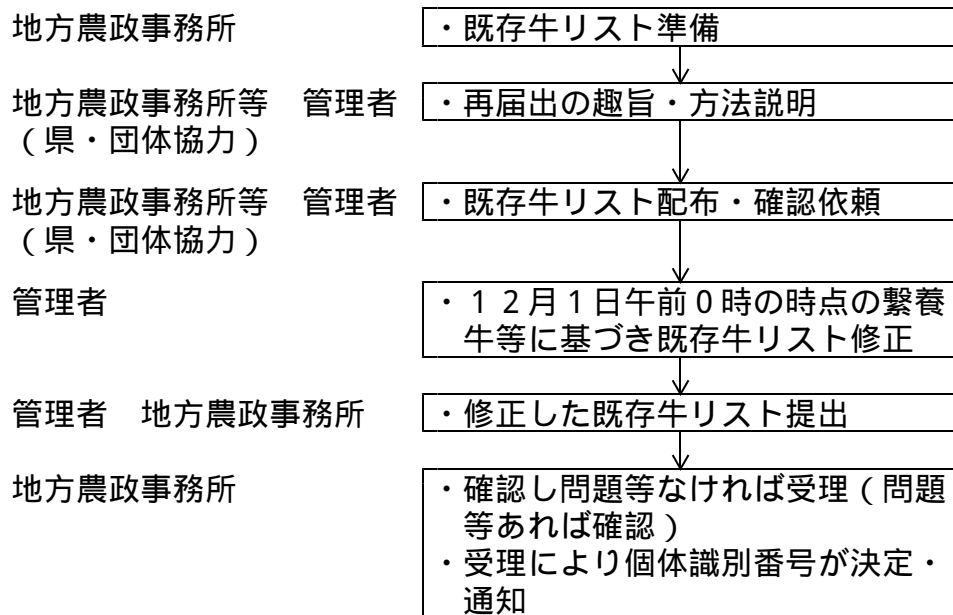 地方農政事務所　・既存牛リスト準備
地方農政事務所等　管理者　・再届出の趣旨・方法説明
（県・団体協力）
地方農政事務所等　管理者　・既存牛リスト配布・確認依頼
（県・団体協力）
管理者　・１２月１日午前０時の時点の繋養
牛等に基づき既存牛リスト修正
管理者　地方農政事務所　・修正した既存牛リスト提出
地方農政事務所　・確認し問題等なければ受理（問題
等あれば確認）
・受理により個体識別番号が決定・
通知